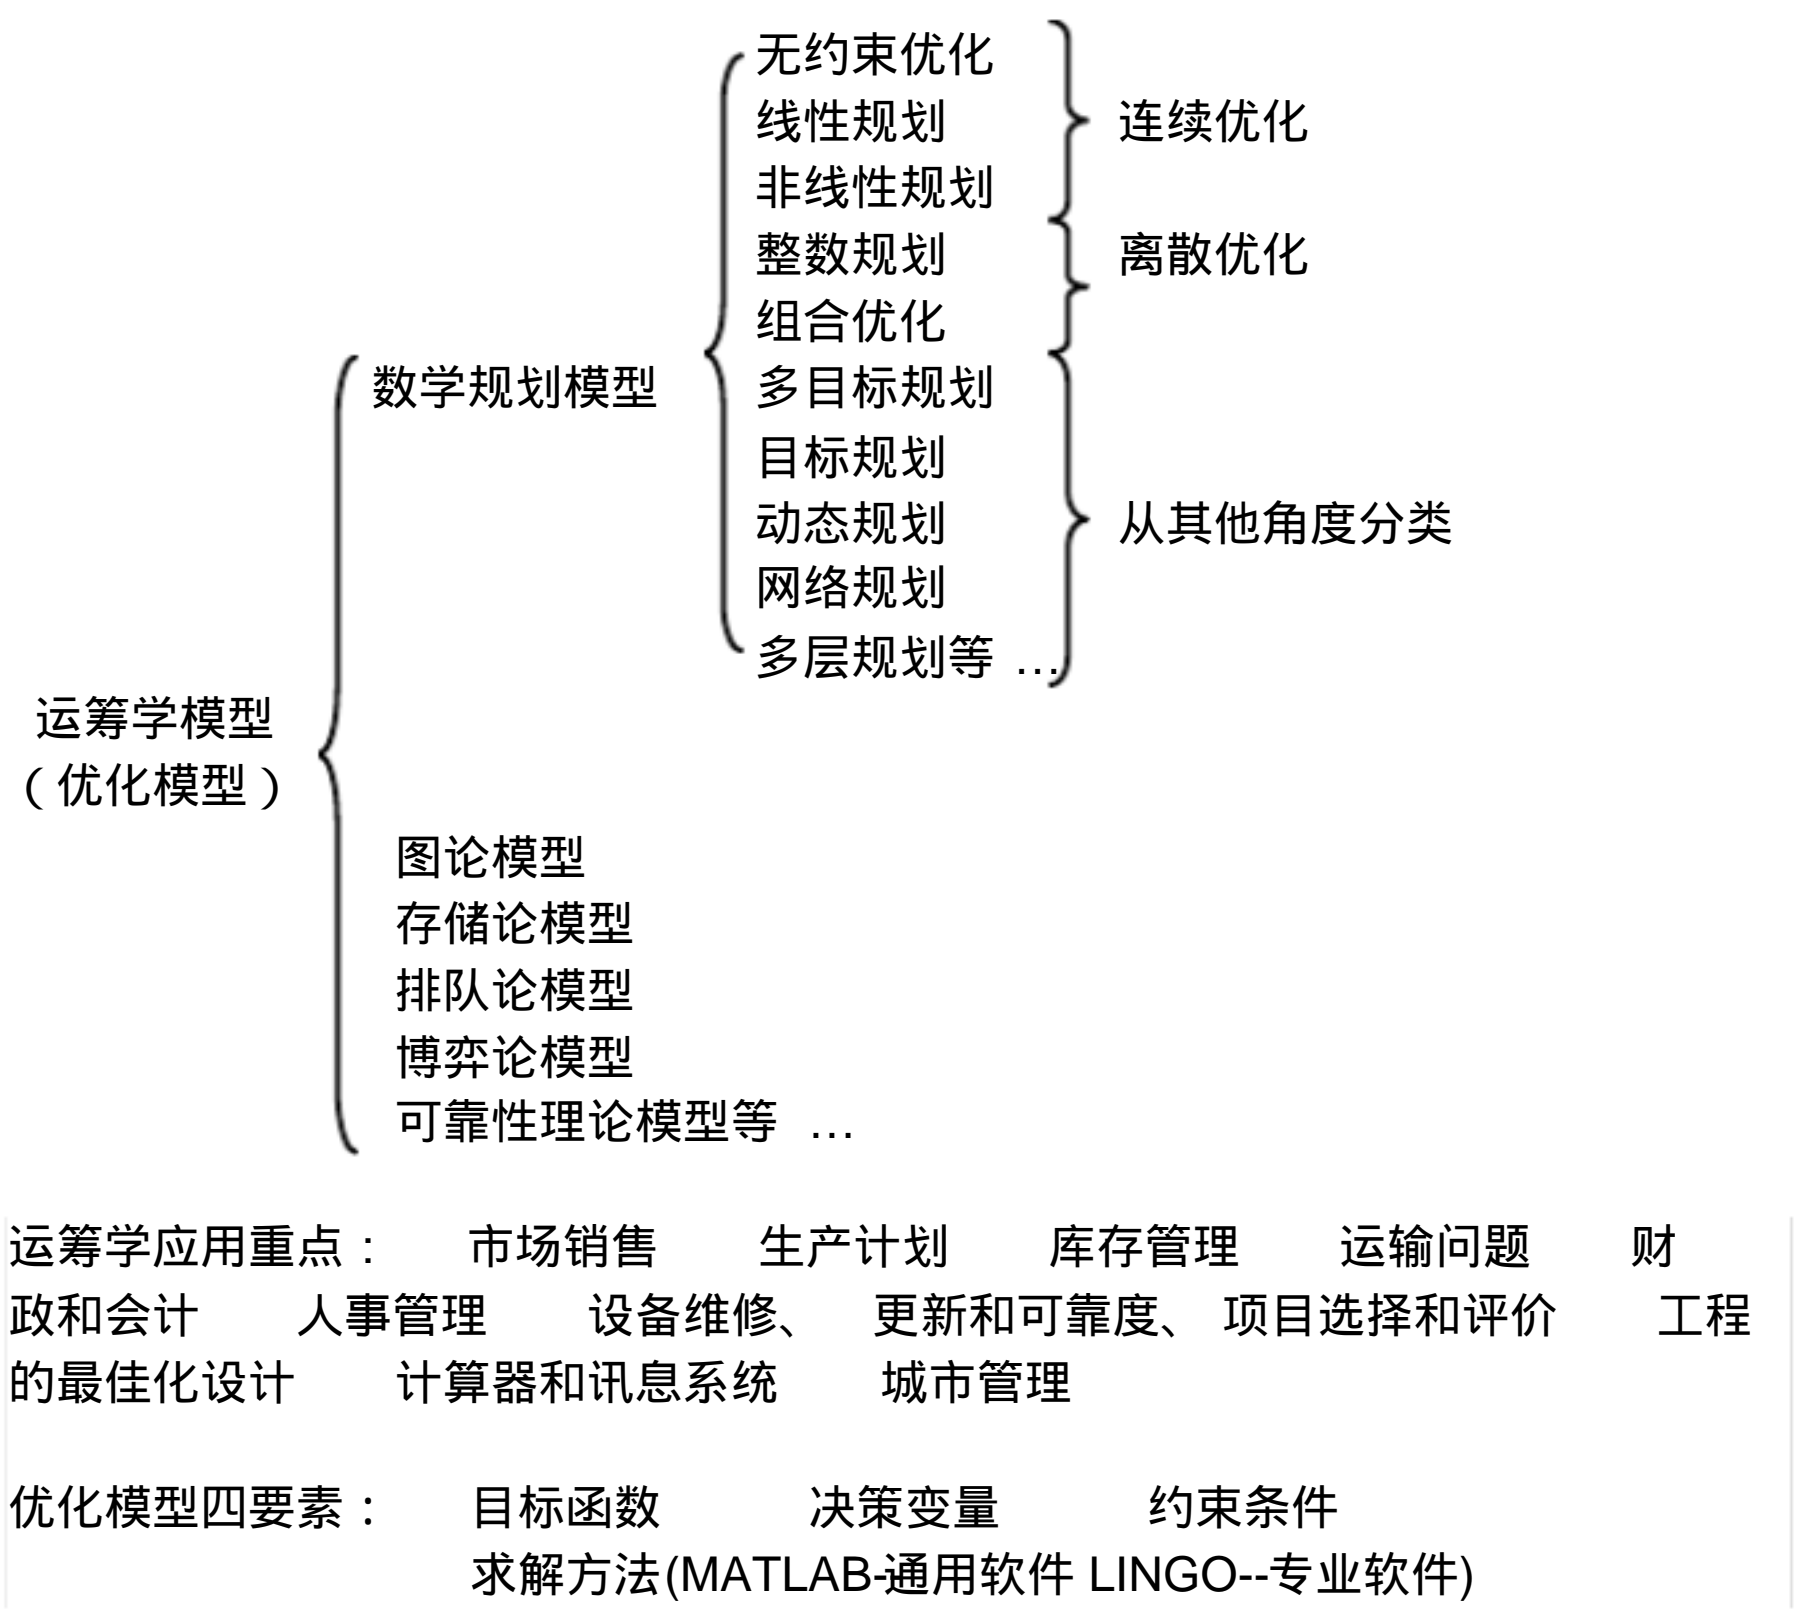 无约束优化
线性规划
连续优化
非线性规划
整数规划
离散优化
组合优化
数学规划模型
多目标规划
目标规划
动态规划
从其他角度分类
网络规划
多层规划等 …
运筹学模型
（优化模型）
图论模型
存储论模型
排队论模型
博弈论模型
可靠性理论模型等 …
运筹学应用重点： 市场销售 生产计划 库存管理 运输问题 财
政和会计 人事管理 设备维修、 更新和可靠度、 项目选择和评价 工程
的最佳化设计 计算器和讯息系统 城市管理
优化模型四要素： 目标函数 决策变量 约束条件
求解方法(MATLAB-通用软件 LINGO--专业软件)